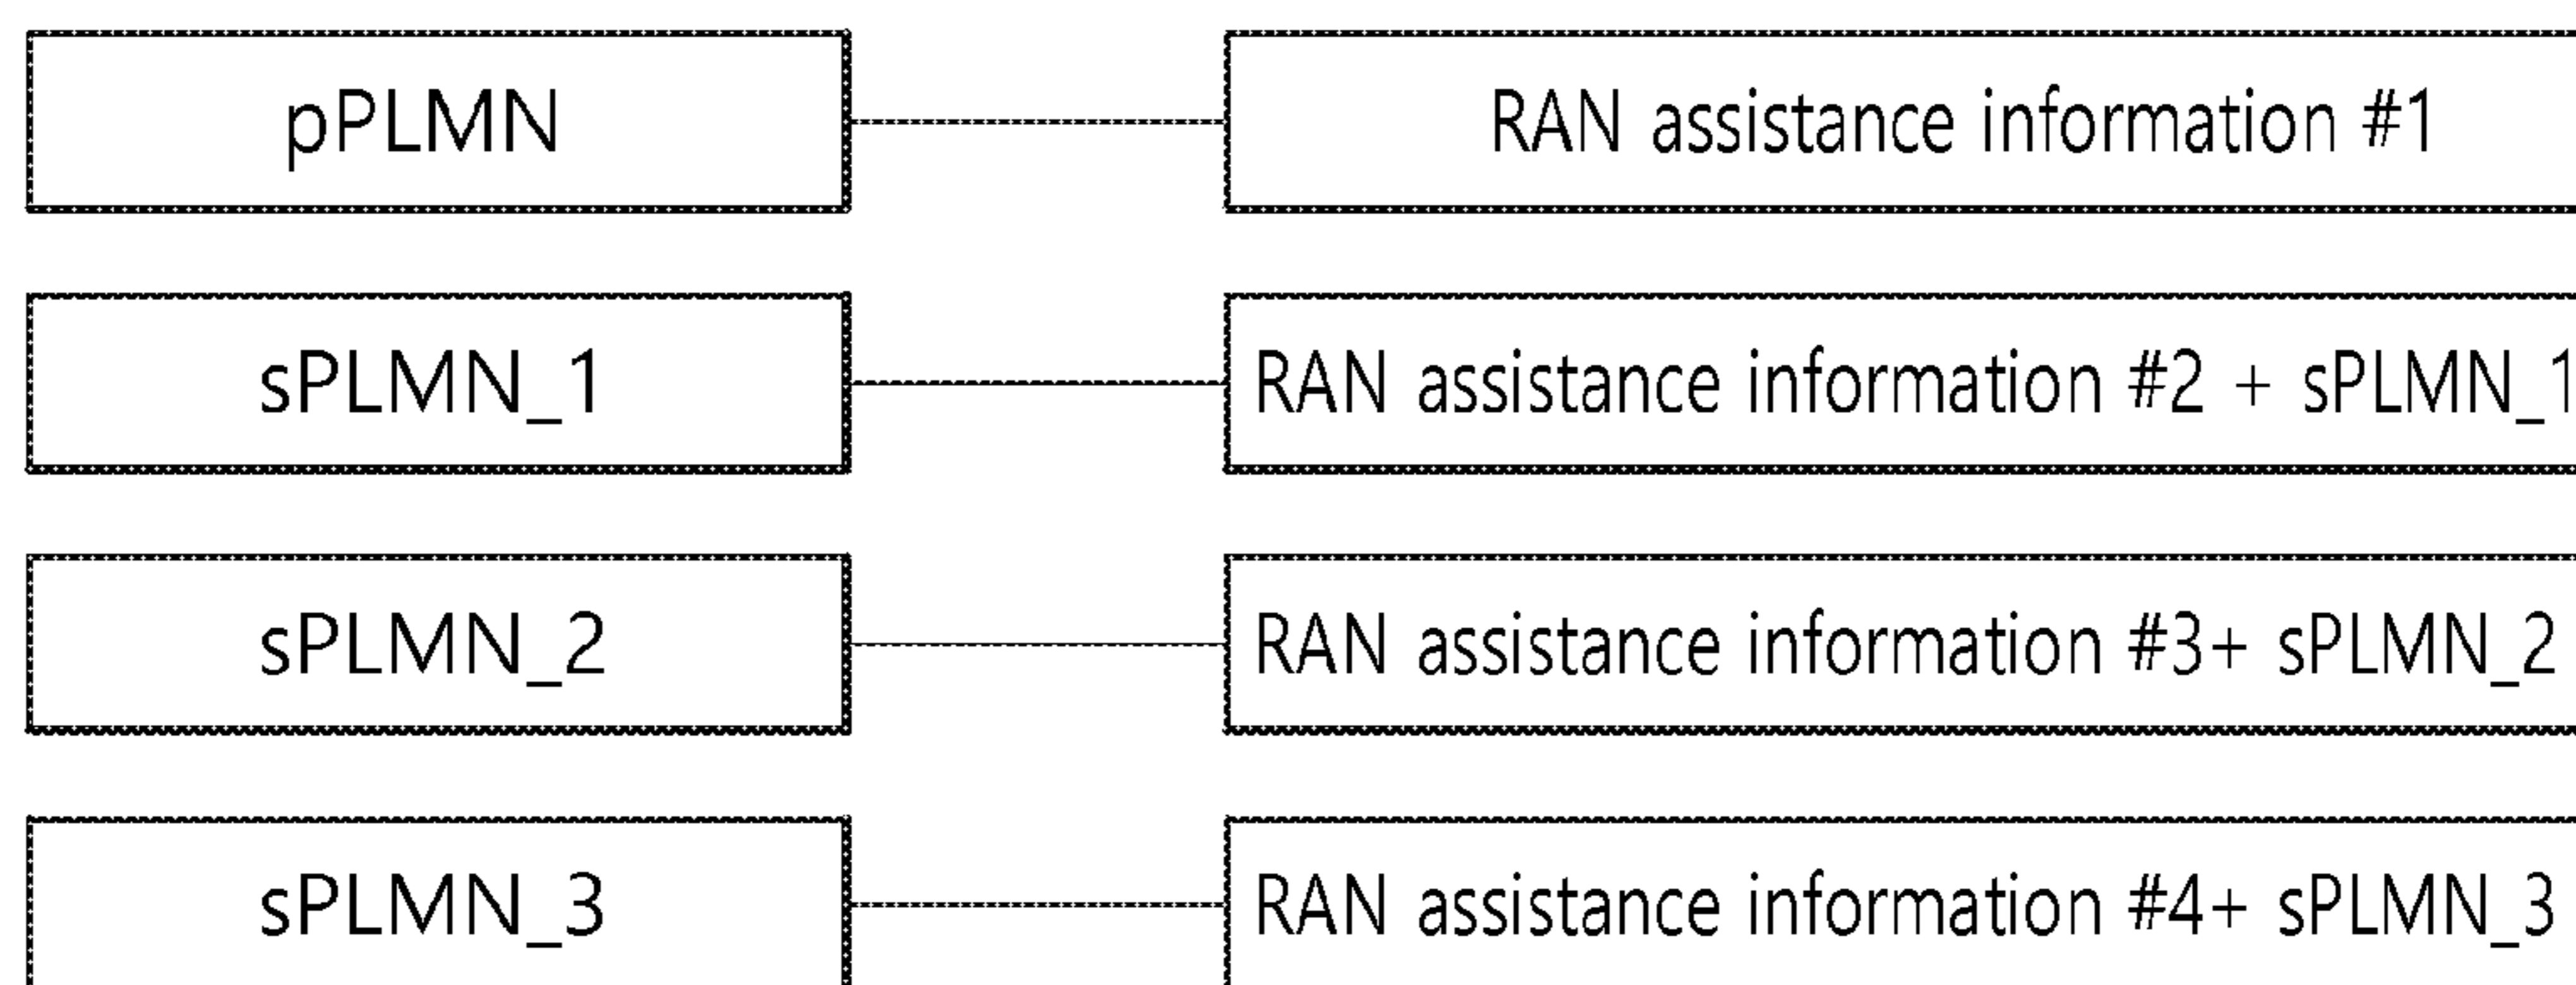 pPLMN
RAN assistance information #1
sPLMN_1
RAN assistance information #2 + sPLMN_1
sPLMN_2
RAN assistance information #3+ sPLMN_2
sPLMN_3
RAN assistance information #4+ sPLMN_3